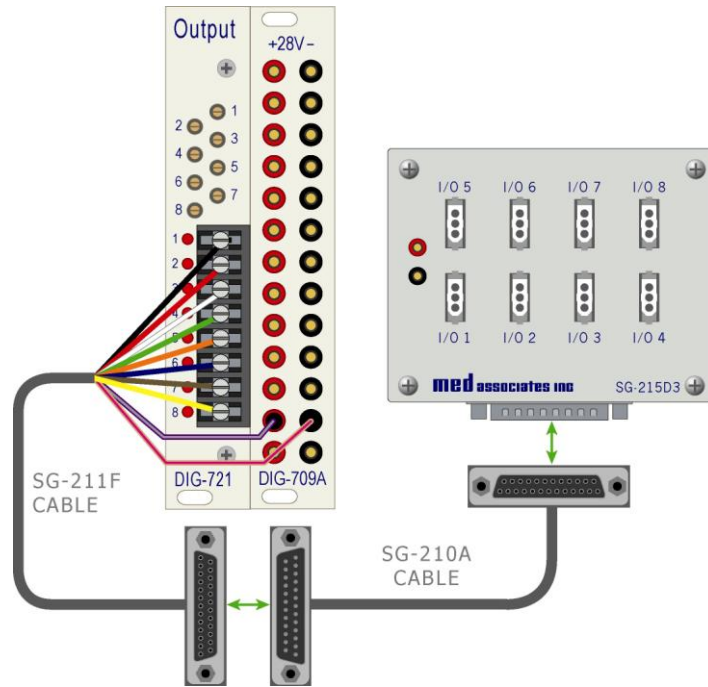 Output
+28V-
1
2
3
4
5
6
7
8
1
2
3
4
5
6
7
8
DIG-721
DIG-709A
I/O 5 I/O 6 I/O 7 I/O 8
I/O 1 I/O 2 I/O 3 I/O 4
med associates inc SG-215D3
SG-211F
CABLE
SG-210A
CABLE